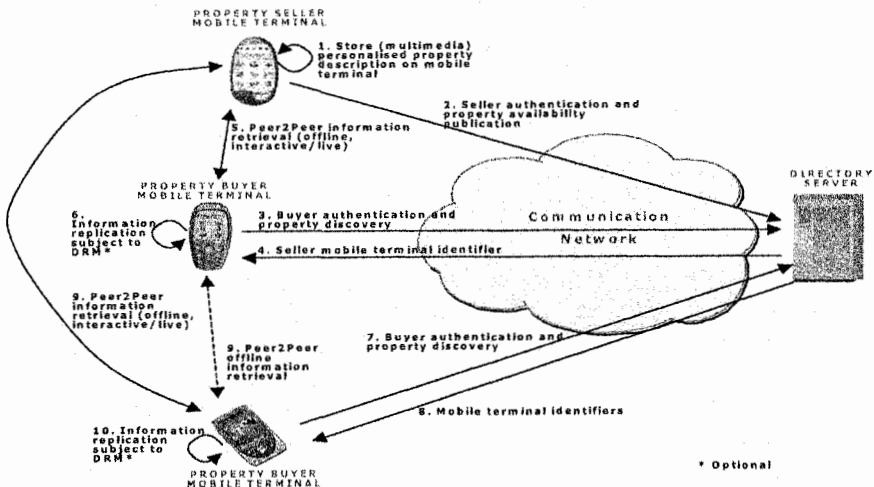 PROPERTY SELLER
MOBILE TERMINAL
1. Store (multimedia)
personalised property
description on mobile
terminal
2. Seller authentication and
property availability
publication
5. Peer2Peer information
retrieval (offline,
interactive/live)
DIRECTORY
SERVER
PROPERTY BUYER
MOBILE TERMINAL
6.
Information
replication
subject to
DRM*
3. Buyer authentication and
property discovery
Communication
Network
4. Seller mobile terminal identifier
9. Peer2Peer
information
retrieval (offline,
interactive/live)
9. Peer2Peer
offline
information
retrieval
7. Buyer authentication and
property discovery
8. Mobile terminal identifiers
10. Information
replication
subject to
DRM*
PROPERTY BUYER
MOBILE TERMINAL
* Optional